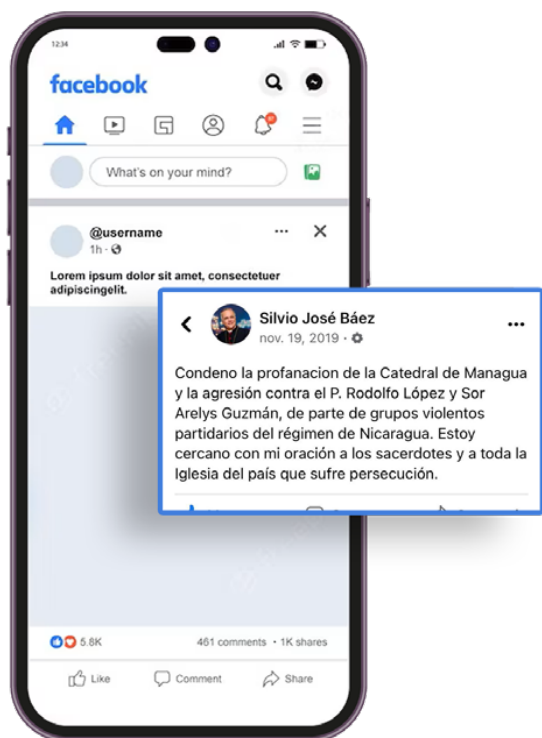 12:34
facebook
What's on your mind?
@username
1h
Lorem ipsum dolor sit amet, consectetuer
adipiscingelit.
Silvio José Báez
nov. 19, 2019
Condeno la profanacion de la Catedral de Managua
y la agresión contra el P. Rodolfo López y Sor
Arelys Guzmán, de parte de grupos violentos
partidarios del régimen de Nicaragua. Estoy
cercano con mi oración a los sacerdotes y a toda la
Iglesia del país que sufre persecución.
5.8K
461 comments • 1K shares
Like
Comment
Share